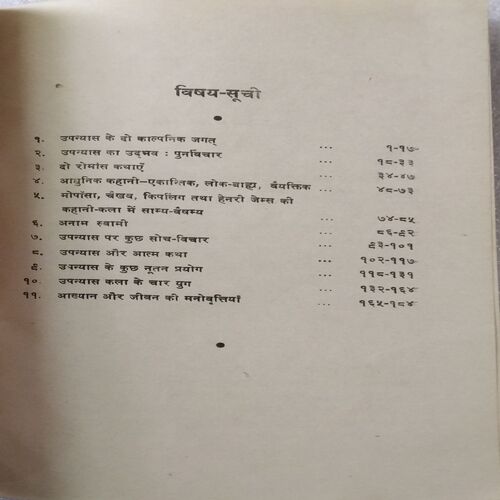 विषय-सूची
१. उपन्यास के दो काल्पनिक जगत् ... १-१७
२. उपन्यास का उद्भव : पुनर्विचार ... १८-३३
३. दो रोमांस कथाएँ ... ३४-४७
४. आधुनिक कहानी—एकान्तिक, लोक-बाह्य, वैयक्तिक ... ४८-७३
५. मोपाँसा, चेखव, किपलिंग तथा हेनरी जेम्स की
कहानी-कला में साम्य-वैषम्य ... ७४-८५
६. अनाम स्वामी ... ८६-९२
७. उपन्यास पर कुछ सोच-विचार ... ९३-१०१
८. उपन्यास और आत्म कथा ... १०२-११७
९. उपन्यास के कुछ नूतन प्रयोग ... ११८-१३१
१०. उपन्यास कला के चार युग ... १३२-१६४
११. आख्यान और जीवन की मनोवृत्तियाँ ... १६५-१८४